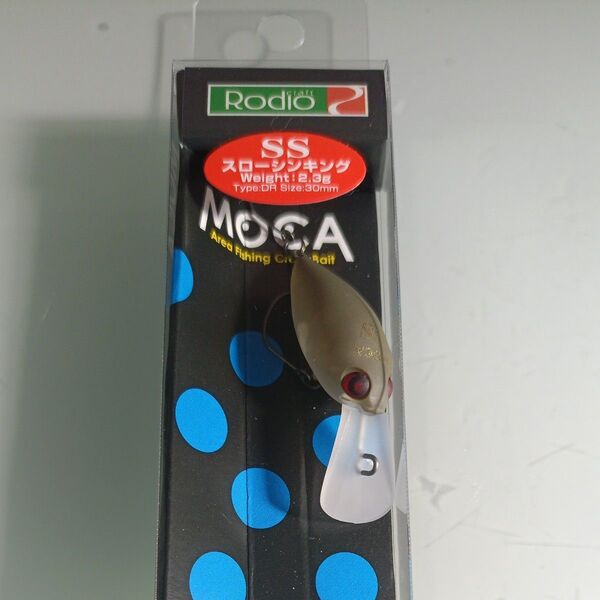 Rodio craft
SS
スローシンキング
Weight:2.3g
Type:DR Size:30mm
MOCA
Area Fishing Bait